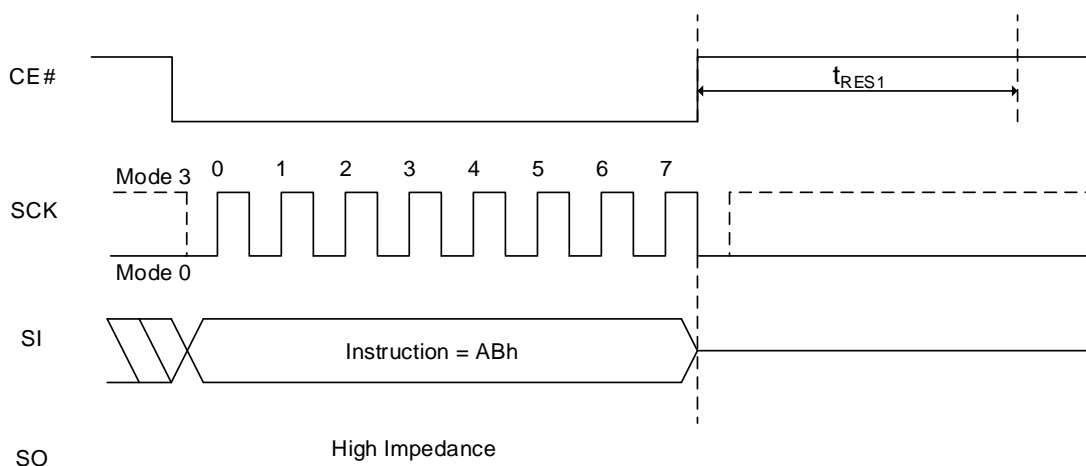 CE#
tRES1
Mode 3
0 1 2 3 4 5 6 7
SCK
Mode 0
SI
Instruction = ABh
High Impedance
SO